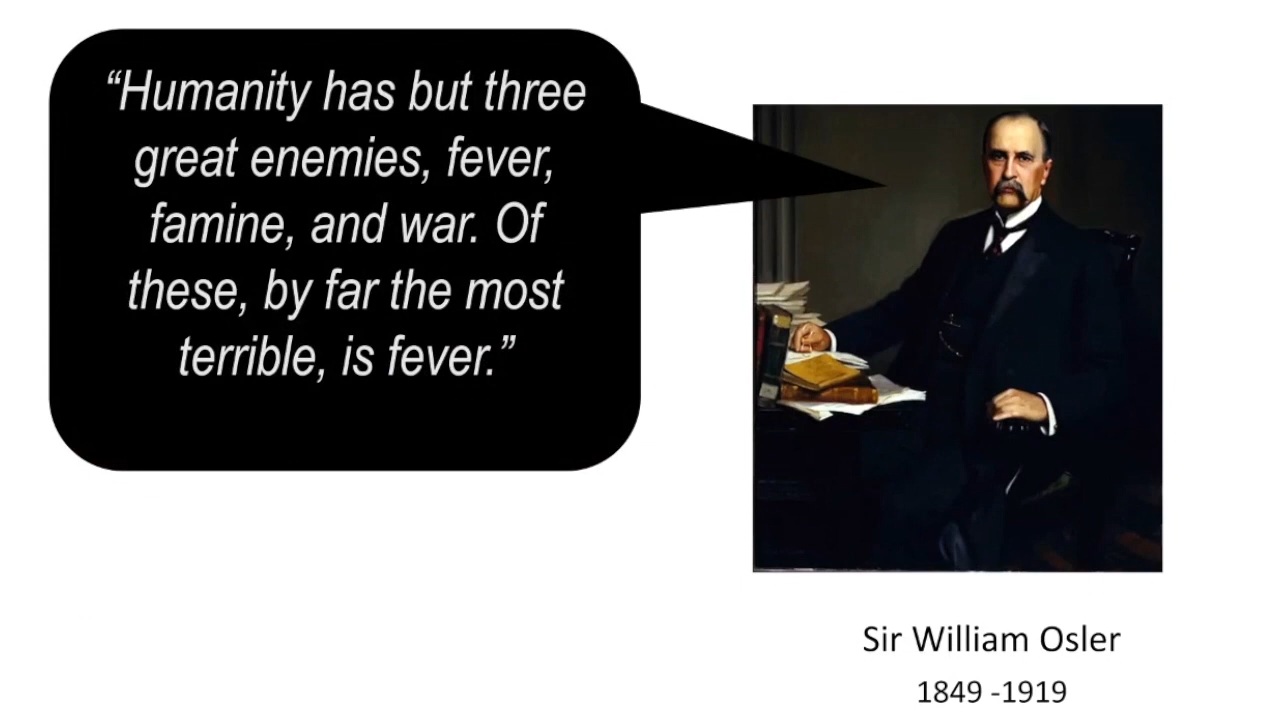 “Humanity has but three
great enemies, fever,
famine, and war. Of
these, by far the most
terrible, is fever.”
Sir William Osler
1849 -1919